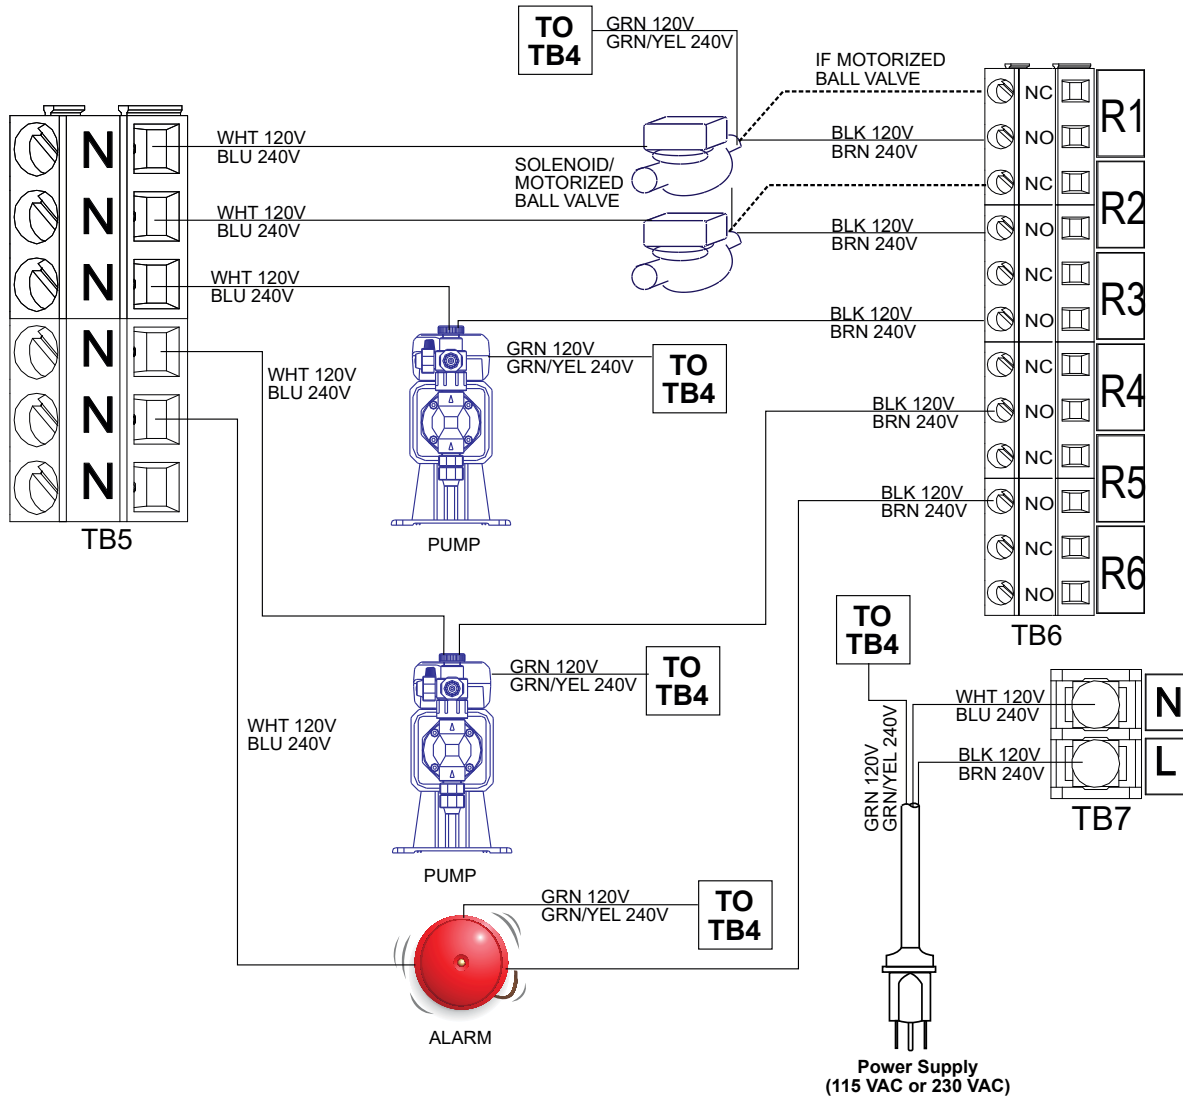 TO
TB4
GRN 120V
GRN/YEL 240V
IF MOTORIZED
BALL VALVE
N
WHT 120V
BLU 240V
N
WHT 120V
BLU 240V
N
WHT 120V
BLU 240V
N
WHT 120V
BLU 240V
N
N
TB5
WHT 120V
BLU 240V
SOLENOID/
MOTORIZED
BALL VALVE
BLK 120V
BRN 240V
BLK 120V
BRN 240V
BLK 120V
BRN 240V
BLK 120V
BRN 240V
BLK 120V
BRN 240V
NC
NO
R1
NC
NO
R2
NC
NO
R3
NC
NO
R4
NC
NO
R5
NC
NO
R6
TB6
GRN 120V
GRN/YEL 240V
TO
TB4
PUMP
GRN 120V
GRN/YEL 240V
TO
TB4
PUMP
GRN 120V
GRN/YEL 240V
TO
TB4
ALARM
TO
TB4
GRN 120V
GRN/YEL 240V
WHT 120V
BLU 240V
N
BLK 120V
BRN 240V
L
TB7
Power Supply
(115 VAC or 230 VAC)